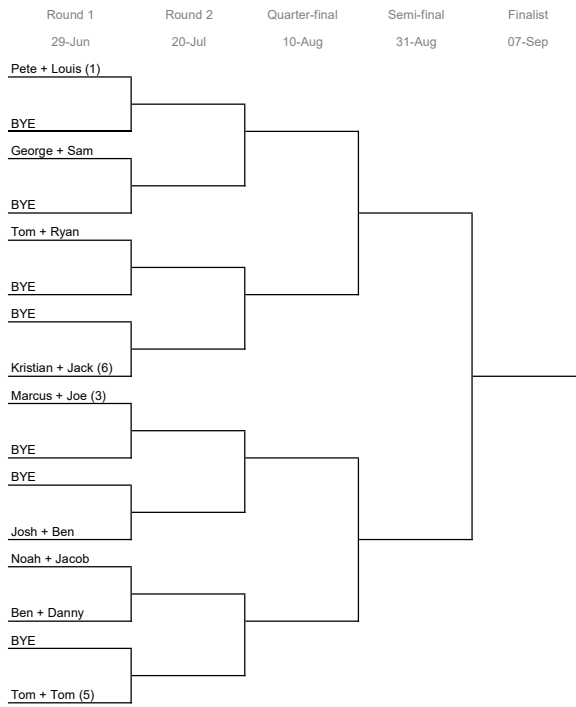 Round 1 Round 2 Quarter-final Semi-final Finalist
29-Jun 20-Jul 10-Aug 31-Aug 07-Sep
Pete + Louis (1)
BYE
George + Sam
BYE
Tom + Ryan
BYE
BYE
Kristian + Jack (6)
Marcus + Joe (3)
BYE
BYE
Josh + Ben
Noah + Jacob
Ben + Danny
BYE
Tom + Tom (5)